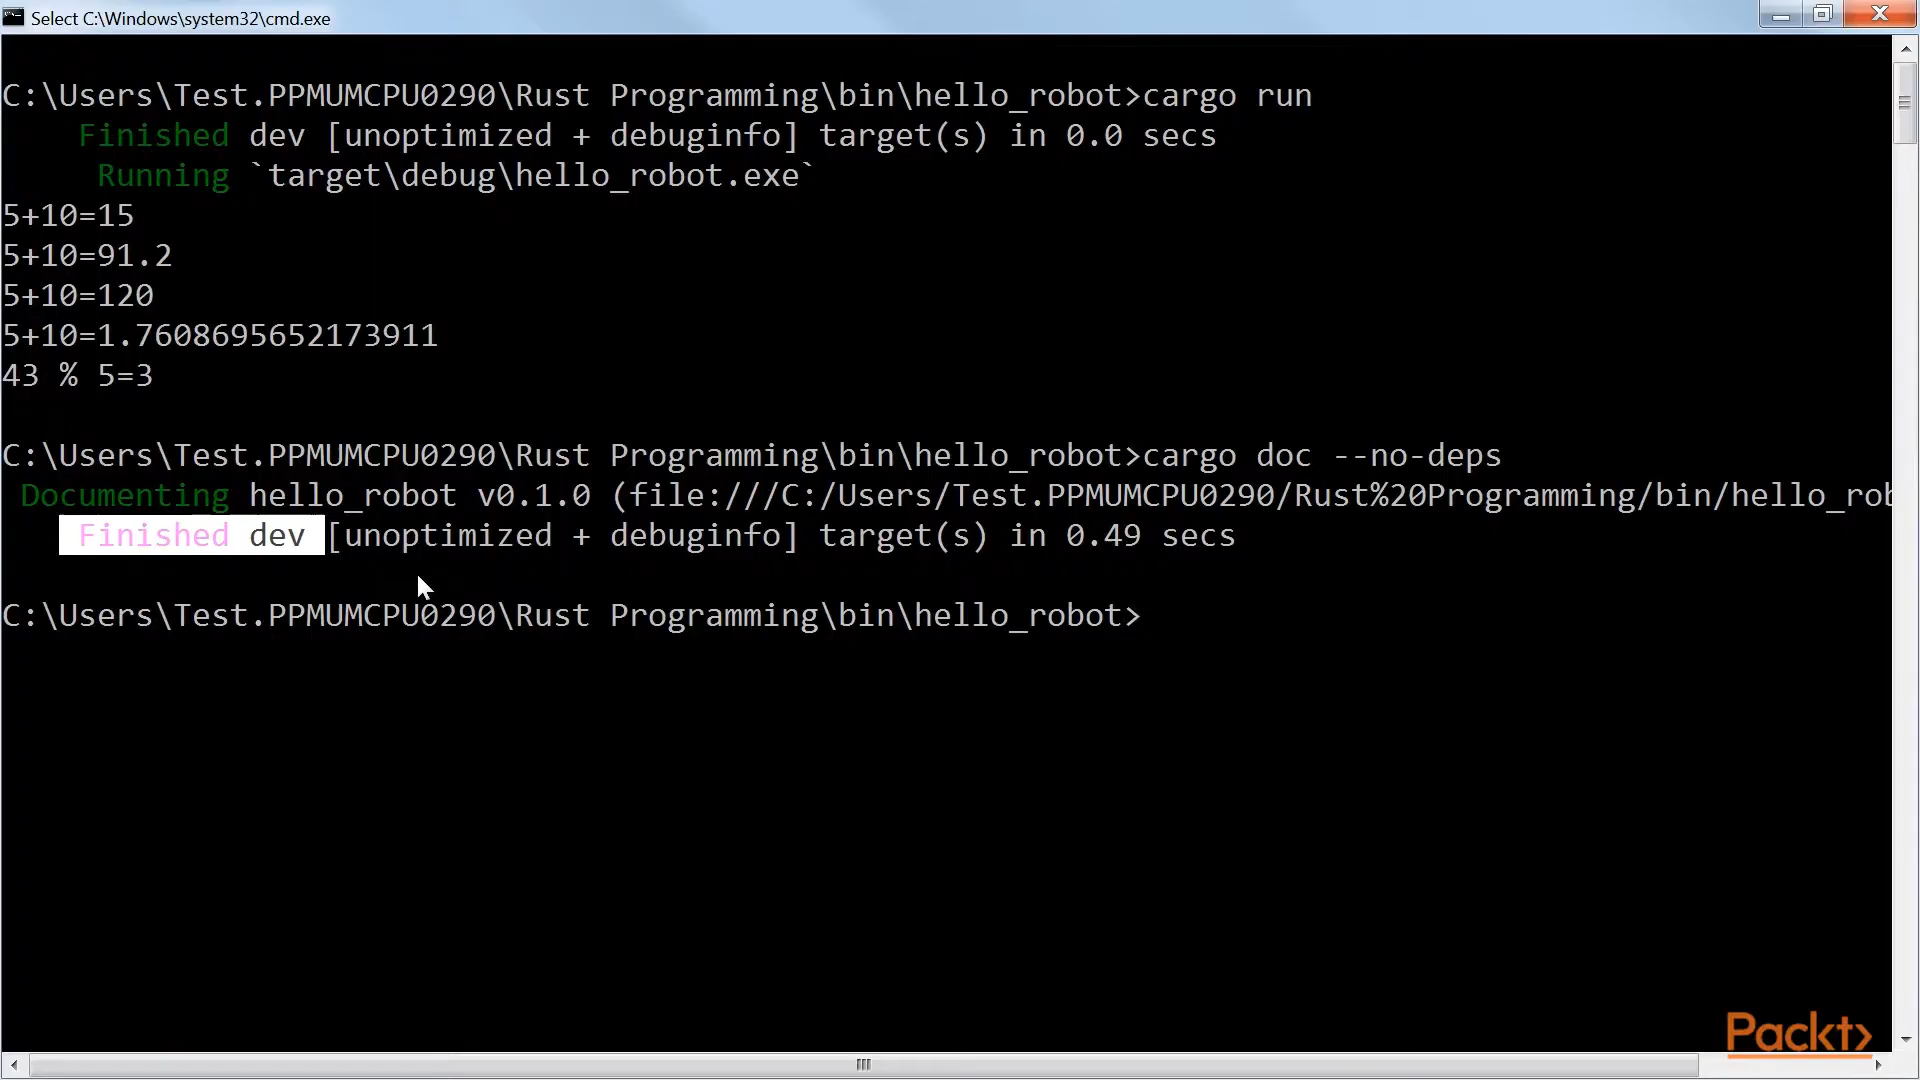 Select C:\Windows\system32\cmd.exe
C:\Users\Test.PPMUMCPU0290\Rust Programming\bin\hello_robot>cargo run
Finished dev [unoptimized + debuginfo] target(s) in 0.0 secs
Running `target\debug\hello_robot.exe`
5+10=15
5+10=91.2
5+10=120
5+10=1.7608695652173911
43 % 5=3
C:\Users\Test.PPMUMCPU0290\Rust Programming\bin\hello_robot>cargo doc --no-deps
Documenting hello_robot v0.1.0 (file:///C:/Users/Test.PPMUMCPU0290/Rust%20Programming/bin/hello_rob
Finished dev [unoptimized + debuginfo] target(s) in 0.49 secs
C:\Users\Test.PPMUMCPU0290\Rust Programming\bin\hello_robot>
Packt>